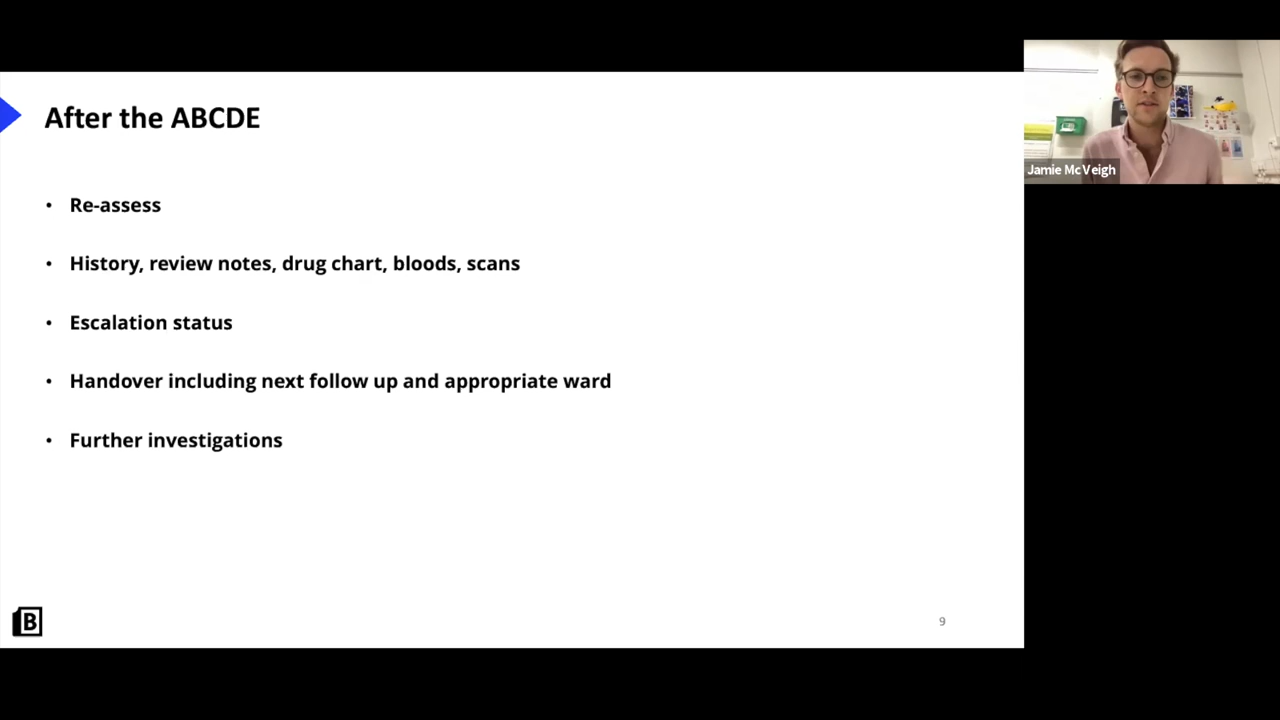 After the ABCDE
• Re-assess
• History, review notes, drug chart, bloods, scans
• Escalation status
• Handover including next follow up and appropriate ward
• Further investigations
B
9
Jamie McVeigh